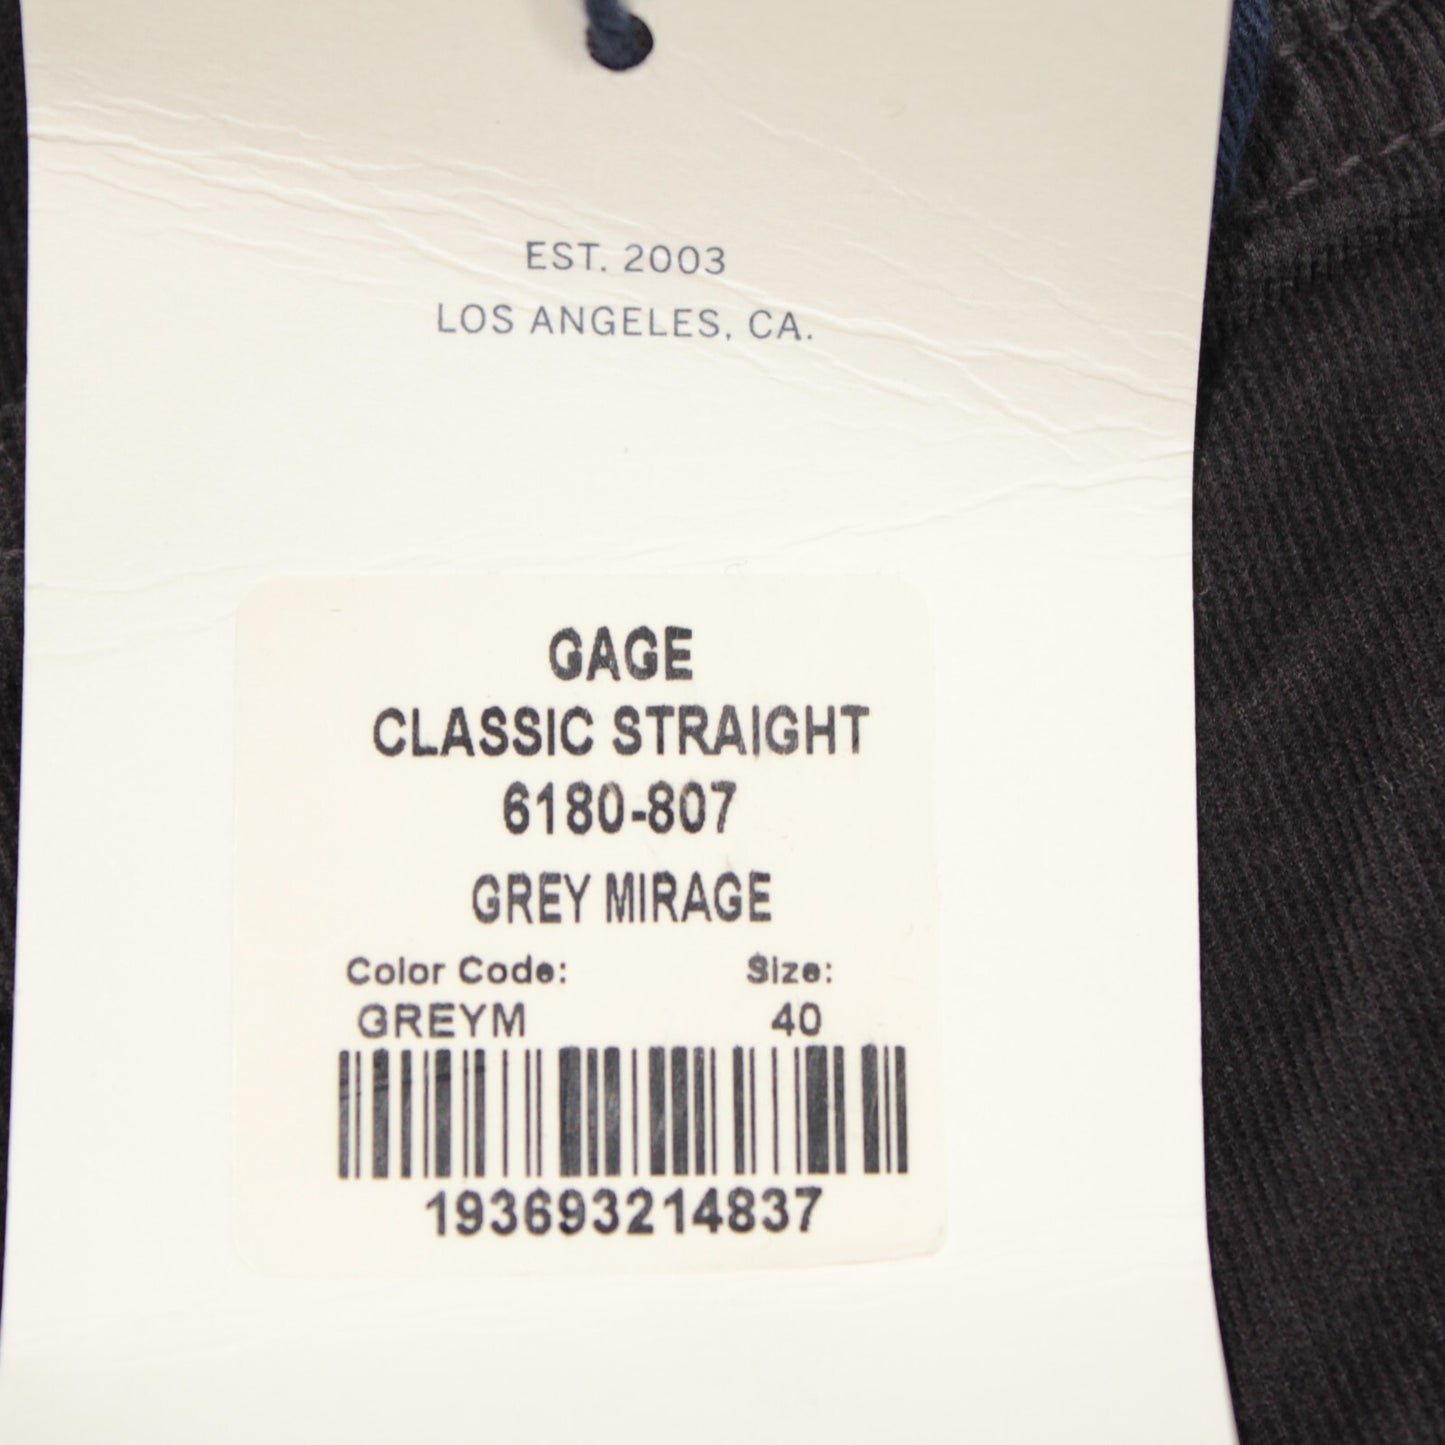 EST. 2003
LOS ANGELES, CA.
GAGE
CLASSIC STRAIGHT
6180-807
GREY MIRAGE
Color Code: Size:
GREYM 40
193693214837